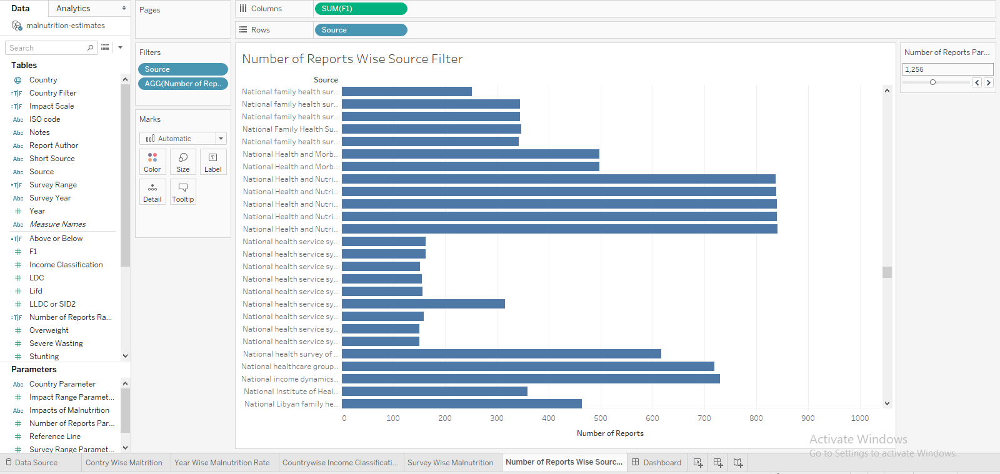 Data
Analytics
malnutrition-estimates
Search
Tables
Country
=T|F Country Filter
=T|F Impact Scale
Abc ISO code
Abc Notes
Abc Report Author
Abc Short Source
Abc Source
=T|F Survey Range
Abc Survey Year
# Year
Abc Measure Names
=T|F Above or Below
# F1
# Income Classification
# LDC
# Lifd
# LLDC or SID2
=T|F Number of Reports Ra...
# Overweight
# Severe Wasting
# Stunting
Parameters
Abc Country Parameter
# Impact Range Paramet...
Abc Impacts of Malnutrition
# Number of Reports Par...
# Reference Line
# Survey Range Paramet...
Pages
Filters
Source
AGG(Number of Rep..
Marks
Automatic
Color
Size
Label
Detail
Tooltip
Columns
SUM(F1)
Rows
Source
Number of Reports Wise Source Filter
Source
National family health sur..
National family health sur..
National family health sur..
National Family Health Su..
National family health sur..
National Health and Morb..
National Health and Morb..
National Health and Nutri..
National Health and Nutri..
National Health and Nutri..
National Health and Nutri..
National Health and Nutri..
National health service sy..
National health service sy..
National health service sy..
National health service sy..
National health service sy..
National health service sy..
National health service sy..
National health service sy..
National health service sy..
National health survey of ..
National healthcare group..
National income dynamics..
National Institute of Heal..
National Libyan family he..
0 100 200 300 400 500 600 700 800 900 1000
Number of Reports
Number of Reports Par...
1,256
Activate Windows
Go to Settings to activate Windows.
Data Source
Contry Wise Maltrition
Year Wise Malnutrition Rate
Countrywise Income Classificati...
Survey Wise Malnutrition
Number of Reports Wise Sourc...
Dashboard